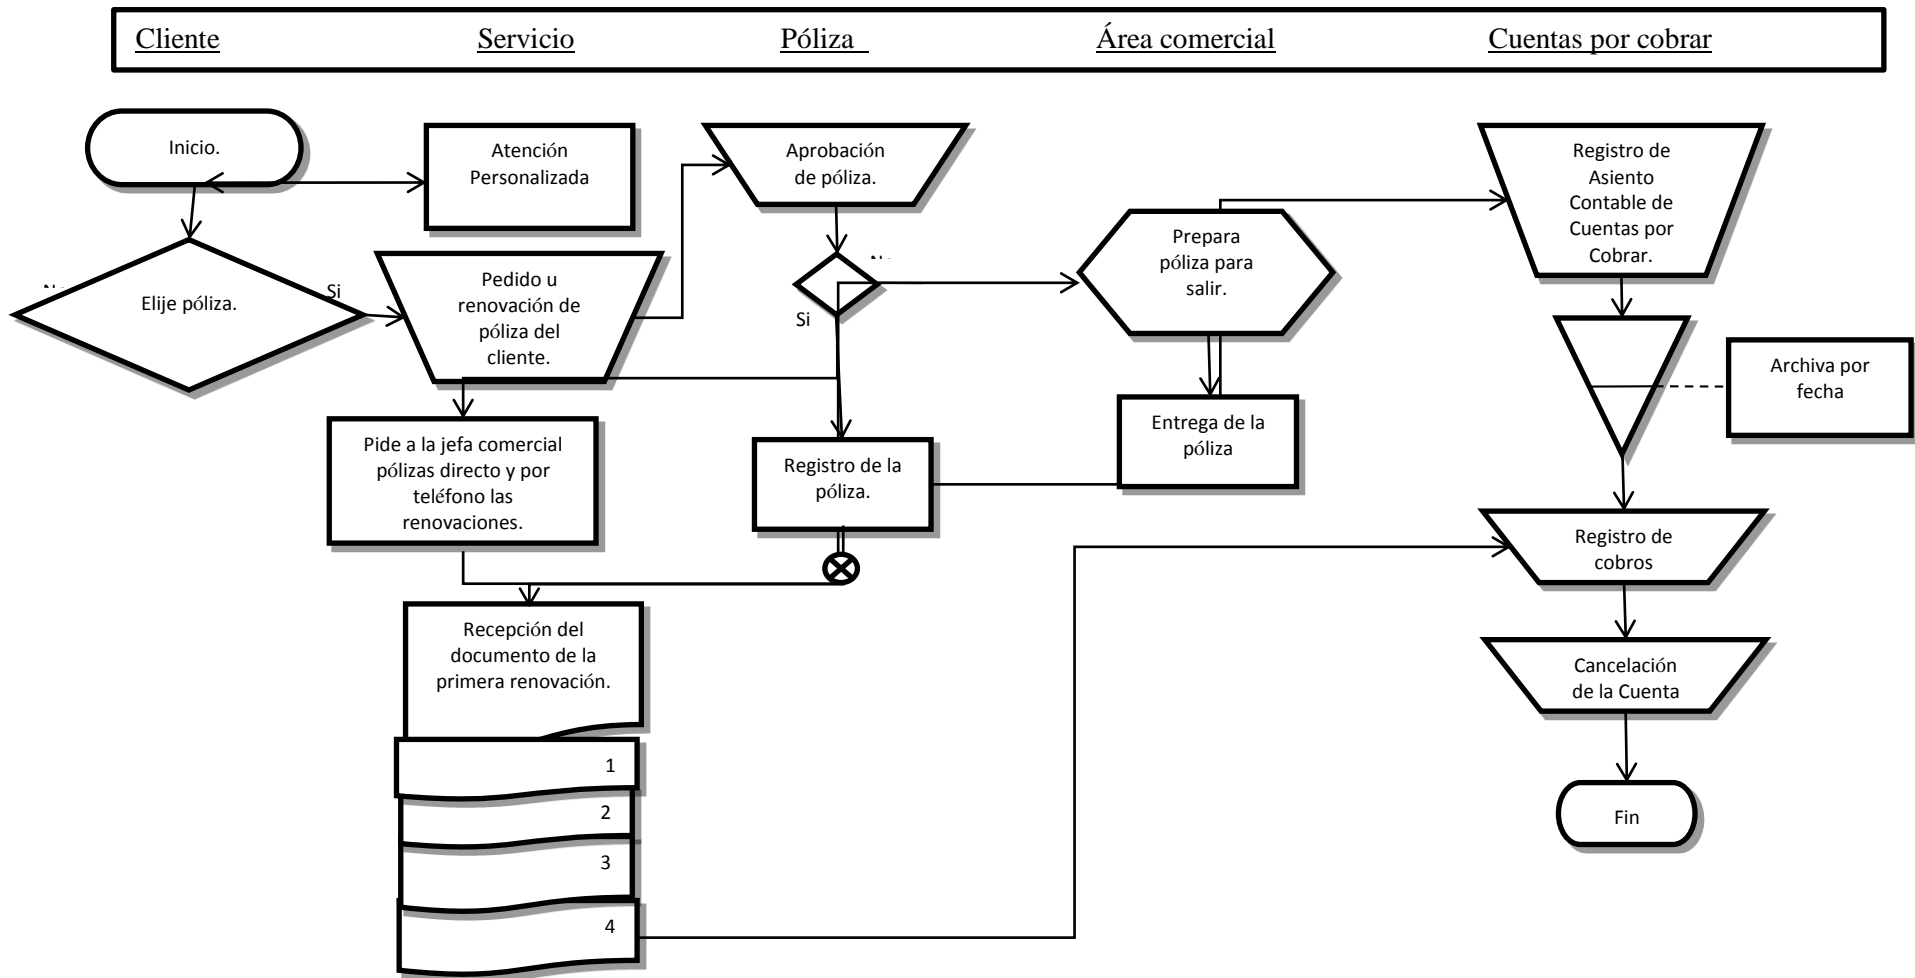 Cliente Servicio Póliza Área comercial Cuentas por cobrar
Inicio.
Atención
Personalizada
Aprobación
de póliza.
Registro de
Asiento
Contable de
Cuentas por
Cobrar.
Elije póliza.
Si
Pedido u
renovación de
póliza del
cliente.
Si
Prepara
póliza para
salir.
Archiva por
fecha
Pide a la jefa comercial
pólizas directo y por
teléfono las
renovaciones.
Registro de la
póliza.
Entrega de la
póliza
Registro de
cobros
Recepción del
documento de la
primera renovación.
1
2
3
4
Cancelación
de la Cuenta
Fin